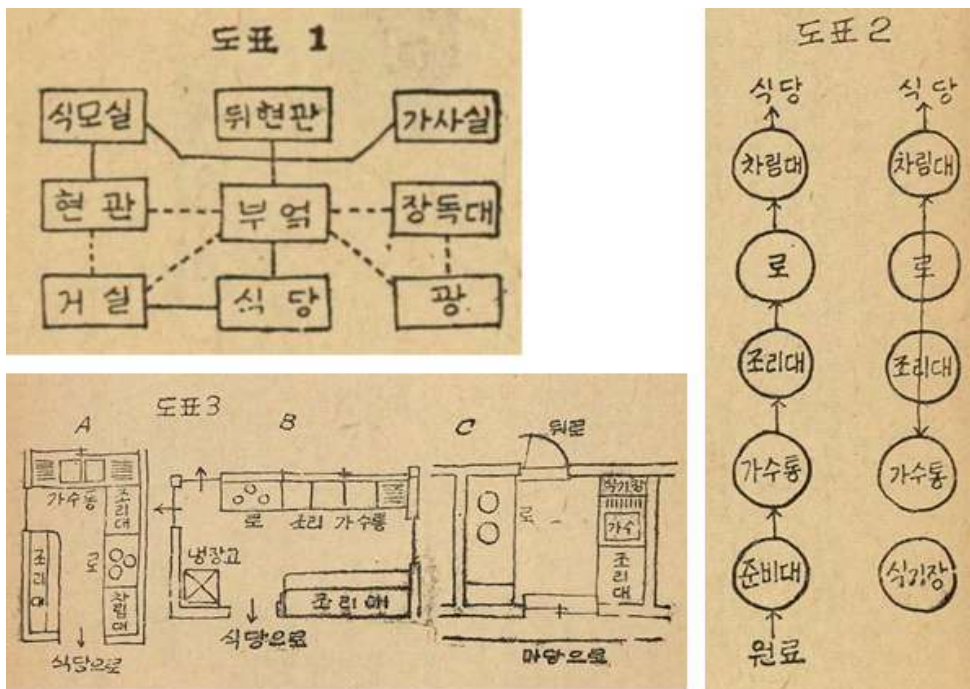 도표 1
식모실 뒤현관 가사실
현관 부엌 장독대
거실 식당 광
도표2
식당 식당
차림대 차림대
로 로
조리대 조리대
가수통 가수통
준비대 식기장
원료
도표3
A
가수통
조리대
로
차림대
조리
식당으로
B
로 조리 가수통
냉장고
조리대
식당으로
C
뒤로
로
식기장
가수
조리대
마당으로